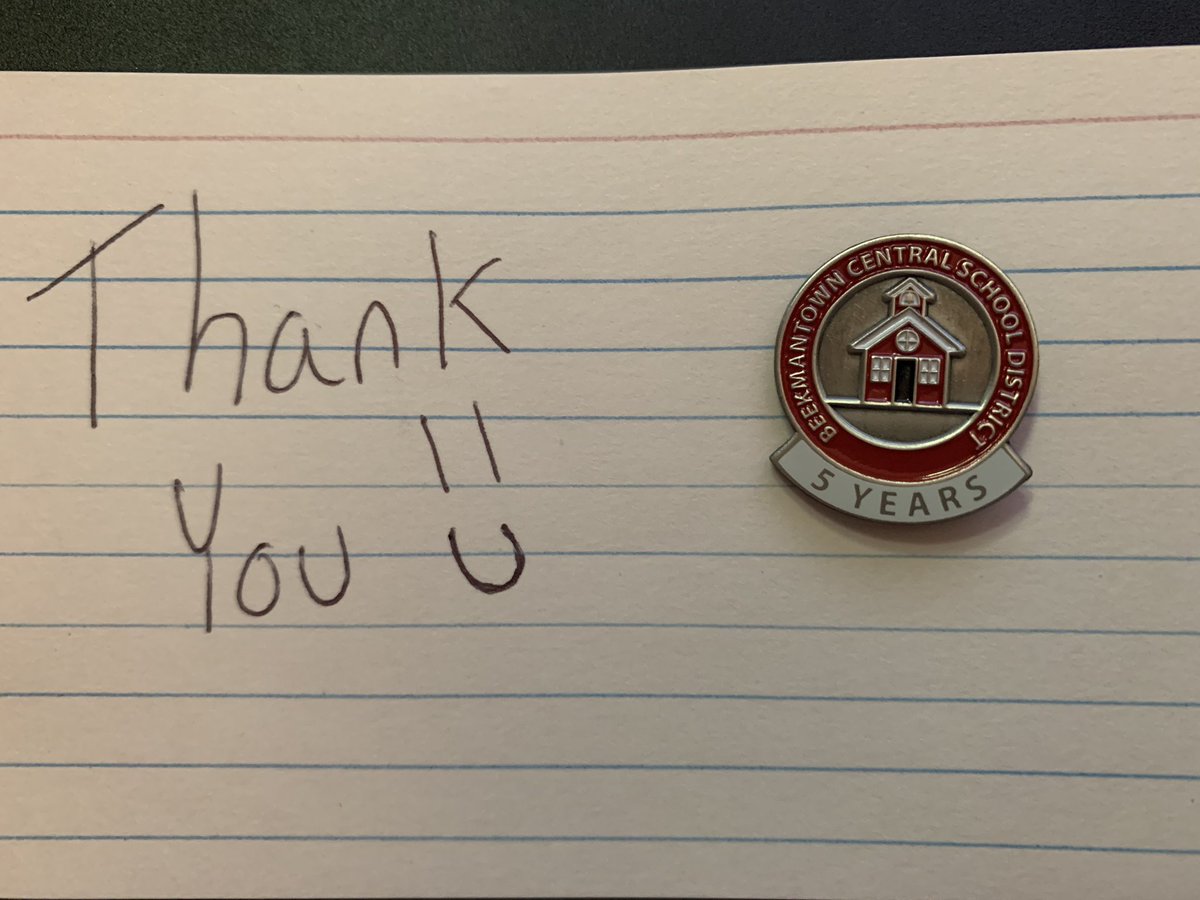 Thank
You
BEEKMANTOWN CENTRAL SCHOOL DISTRICT
5 YEARS